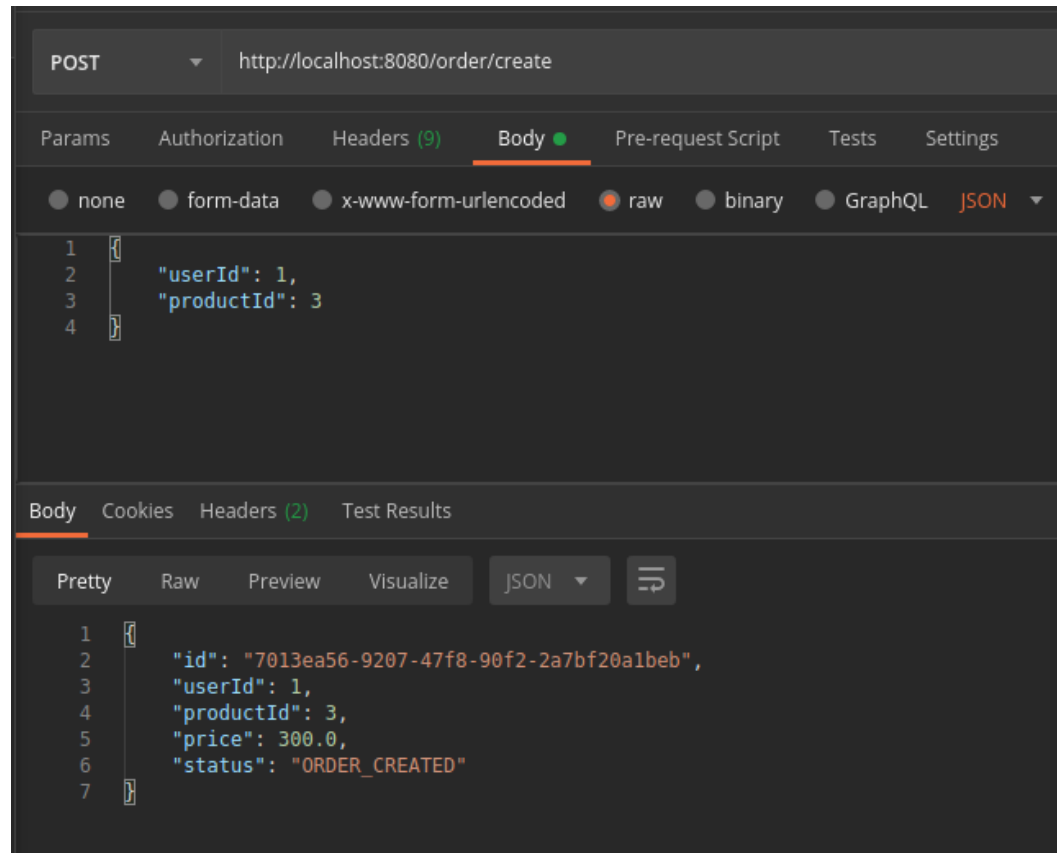 POST http://localhost:8080/order/create
Params Authorization Headers (9) Body Pre-request Script Tests Settings
none form-data x-www-form-urlencoded raw binary GraphQL JSON
1 {
2 "userId": 1,
3 "productId": 3
4 }
Body Cookies Headers (2) Test Results
Pretty Raw Preview Visualize JSON
1 {
2 "id": "7013ea56-9207-47f8-90f2-2a7bf20a1beb",
3 "userId": 1,
4 "productId": 3,
5 "price": 300.0,
6 "status": "ORDER_CREATED"
7 }